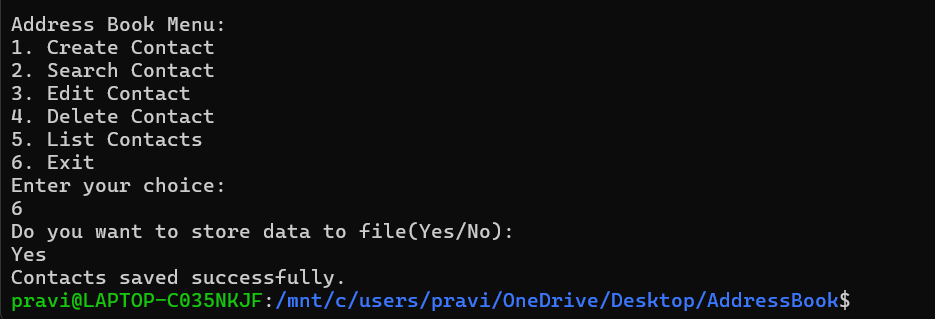 Address Book Menu:
1. Create Contact
2. Search Contact
3. Edit Contact
4. Delete Contact
5. List Contacts
6. Exit
Enter your choice:
6
Do you want to store data to file(Yes/No):
Yes
Contacts saved successfully.
pravi@LAPTOP-C035NKJF:/mnt/c/users/pravi/OneDrive/Desktop/AddressBook$